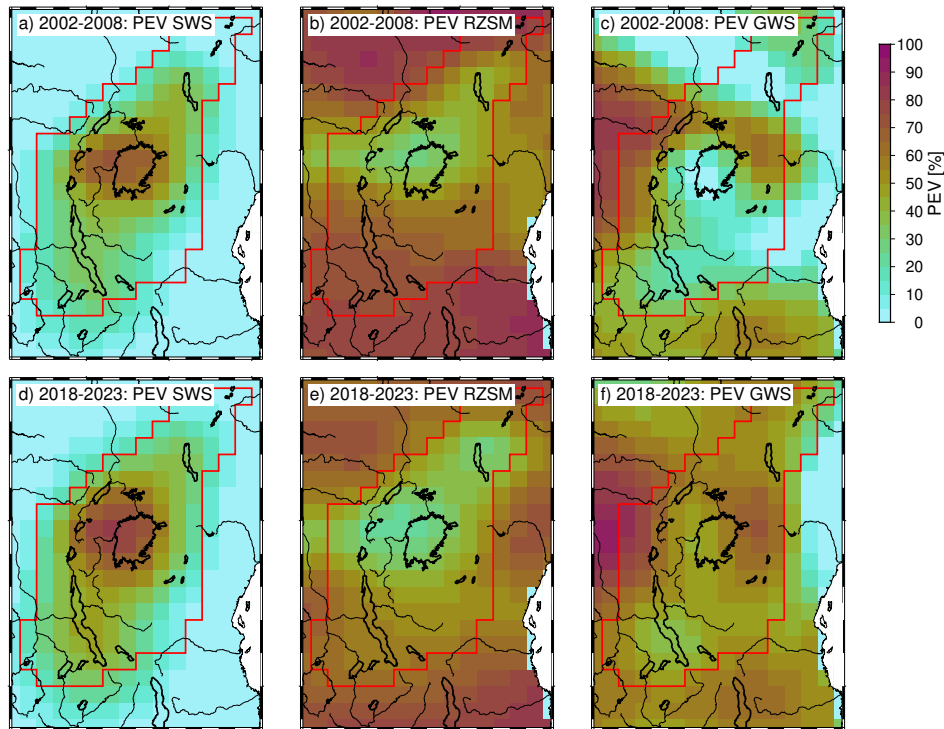 a) 2002-2008: PEV SWS
b) 2002-2008: PEV RZSM
c) 2002-2008: PEV GWS
100
90
80
70
60
50
40
30
20
10
0
PEV [%]
d) 2018-2023: PEV SWS
e) 2018-2023: PEV RZSM
f) 2018-2023: PEV GWS